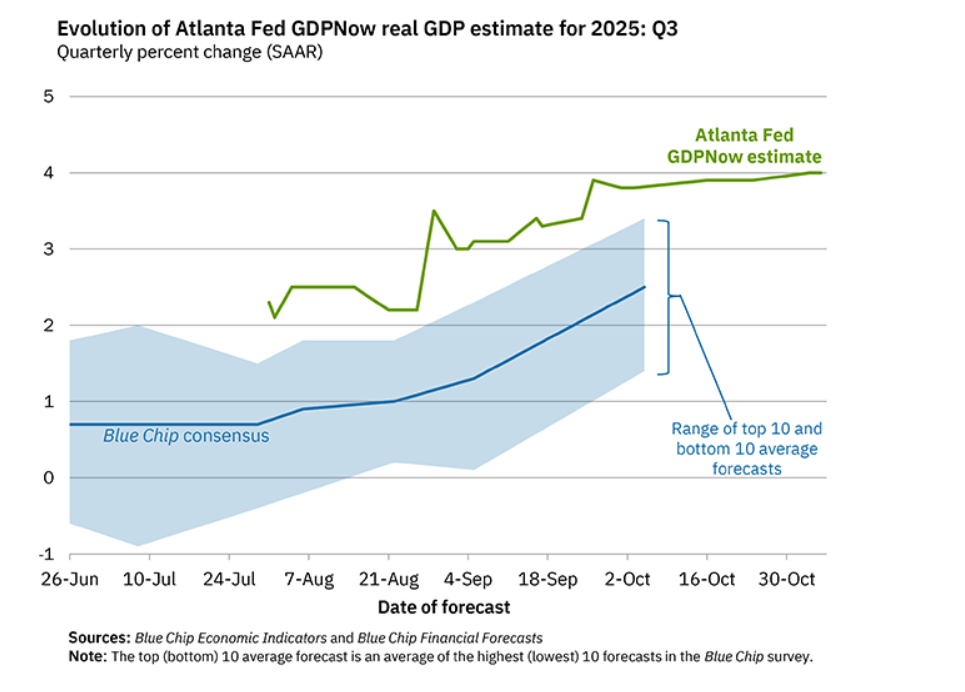 Evolution of Atlanta Fed GDPNow real GDP estimate for 2025: Q3
Quarterly percent change (SAAR)
5
4
3
2
1
0
-1
Atlanta Fed
GDPNow estimate
Blue Chip consensus
Range of top 10 and
bottom 10 average
forecasts
26-Jun 10-Jul 24-Jul 7-Aug 21-Aug 4-Sep 18-Sep 2-Oct 16-Oct 30-Oct
Date of forecast
Sources: Blue Chip Economic Indicators and Blue Chip Financial Forecasts
Note: The top (bottom) 10 average forecast is an average of the highest (lowest) 10 forecasts in the Blue Chip survey.